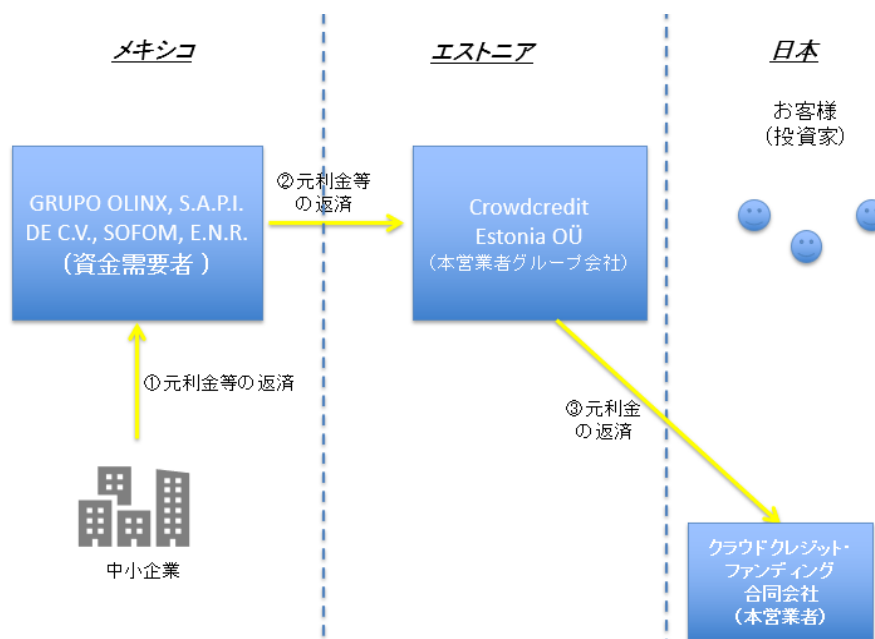 メキシコ
エストニア
日本
お客様
(投資家)
GRUPO OLINX, S.A.P.I.
DE C.V., SOFOM, E.N.R.
(資金需要者 )
②元利金等
の返済
Crowdcredit
Estonia OÜ
(本営業者グループ会社)
①元利金等の返済
③元利金
の返済
中小企業
クラウドクレジット・
ファンディング
合同会社
(本営業者)